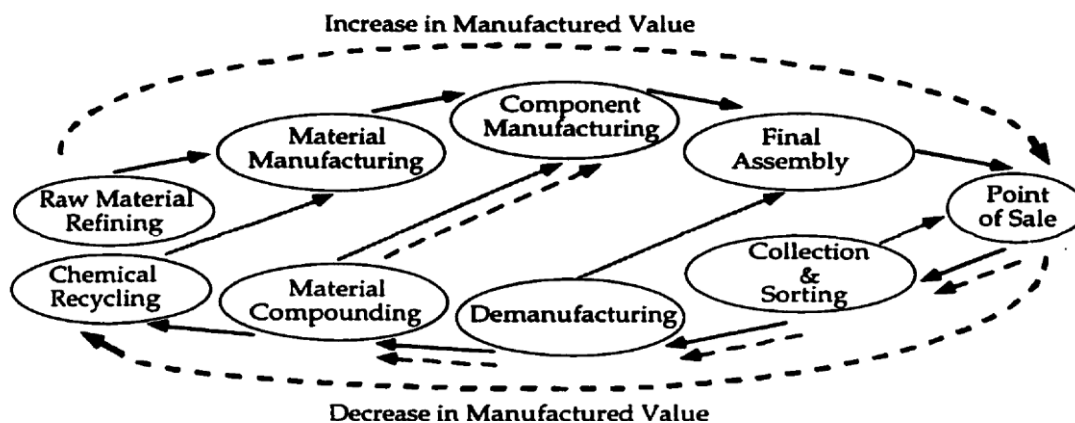 Increase in Manufactured Value
Component
Manufacturing
Material
Manufacturing
Final
Assembly
Raw Material
Refining
Point
of Sale
Chemical
Recycling
Material
Compounding
Demanufacturing
Collection
&
Sorting
Decrease in Manufactured Value